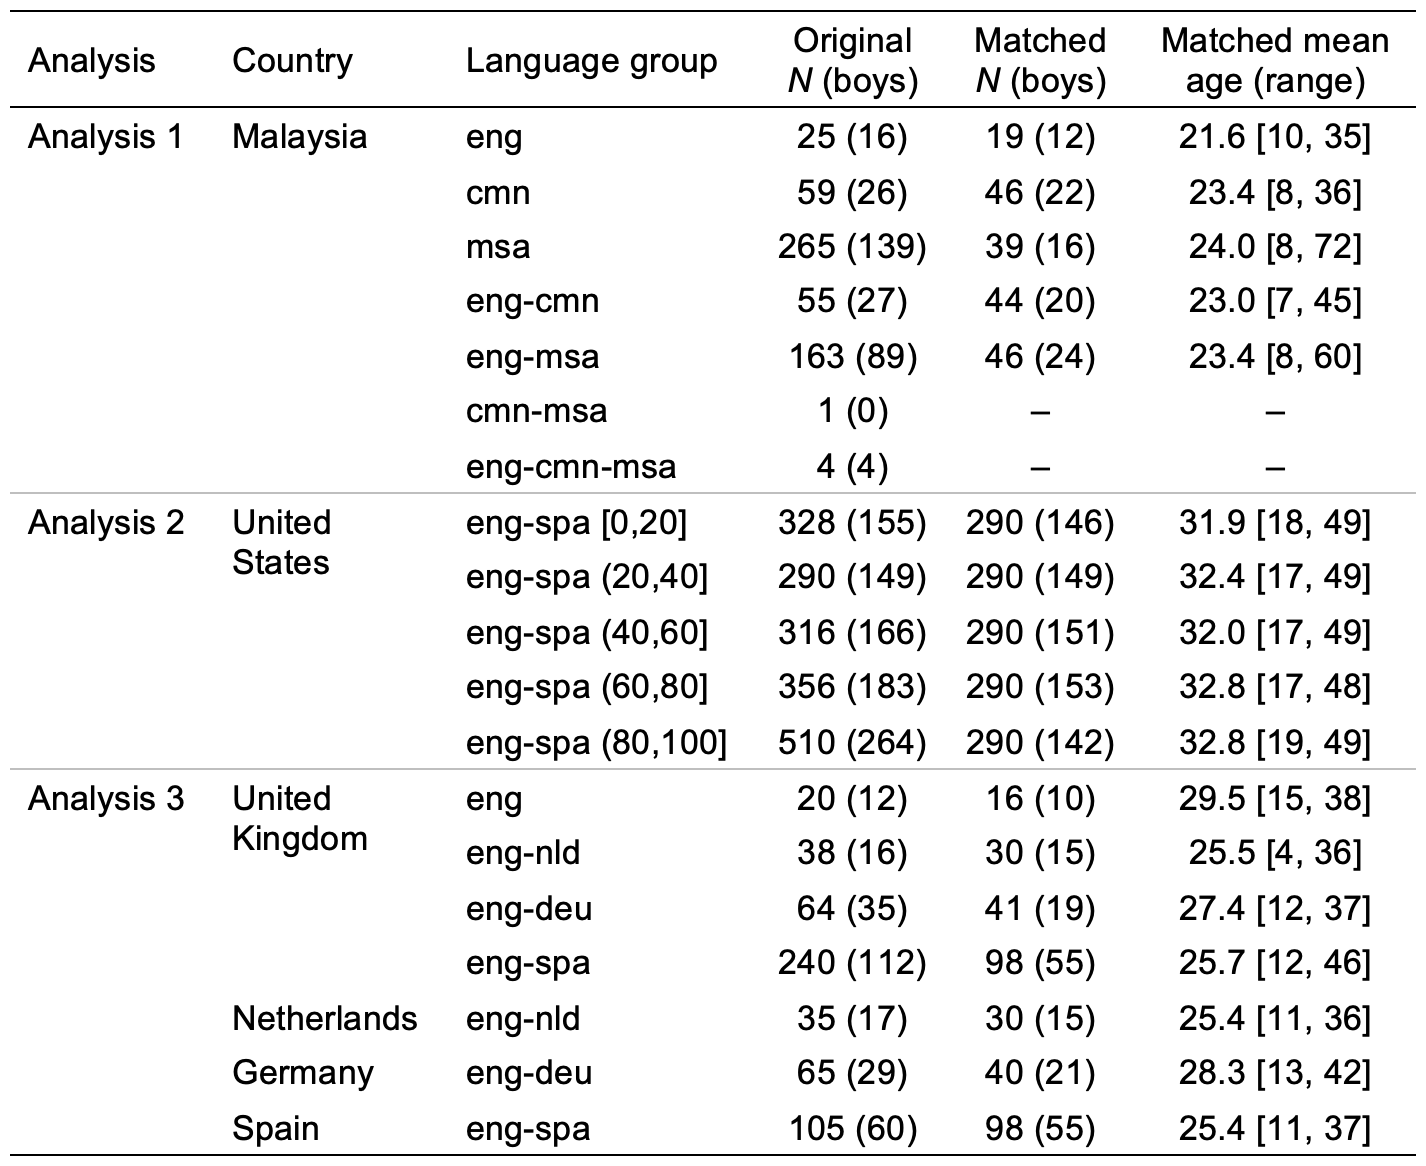 Analysis Country Language group Original N (boys) Matched N (boys) Matched mean age (range)
Analysis 1 Malaysia eng 25 (16) 19 (12) 21.6 [10, 35]
cmn 59 (26) 46 (22) 23.4 [8, 36]
msa 265 (139) 39 (16) 24.0 [8, 72]
eng-cmn 55 (27) 44 (20) 23.0 [7, 45]
eng-msa 163 (89) 46 (24) 23.4 [8, 60]
cmn-msa 1 (0) – –
eng-cmn-msa 4 (4) – –
Analysis 2 United States eng-spa [0,20] 328 (155) 290 (146) 31.9 [18, 49]
eng-spa (20,40] 290 (149) 290 (149) 32.4 [17, 49]
eng-spa (40,60] 316 (166) 290 (151) 32.0 [17, 49]
eng-spa (60,80] 356 (183) 290 (153) 32.8 [17, 48]
eng-spa (80,100] 510 (264) 290 (142) 32.8 [19, 49]
Analysis 3 United Kingdom eng 20 (12) 16 (10) 29.5 [15, 38]
eng-nld 38 (16) 30 (15) 25.5 [4, 36]
eng-deu 64 (35) 41 (19) 27.4 [12, 37]
eng-spa 240 (112) 98 (55) 25.7 [12, 46]
Netherlands eng-nld 35 (17) 30 (15) 25.4 [11, 36]
Germany eng-deu 65 (29) 40 (21) 28.3 [13, 42]
Spain eng-spa 105 (60) 98 (55) 25.4 [11, 37]